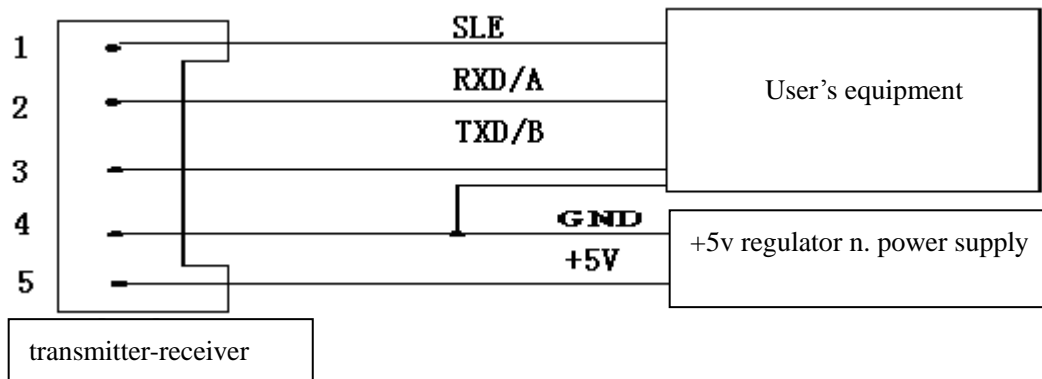 1
SLE
2
RXD/A
User’s equipment
TXD/B
3
4
GND
+5V
+5v regulator n. power supply
5
transmitter-receiver